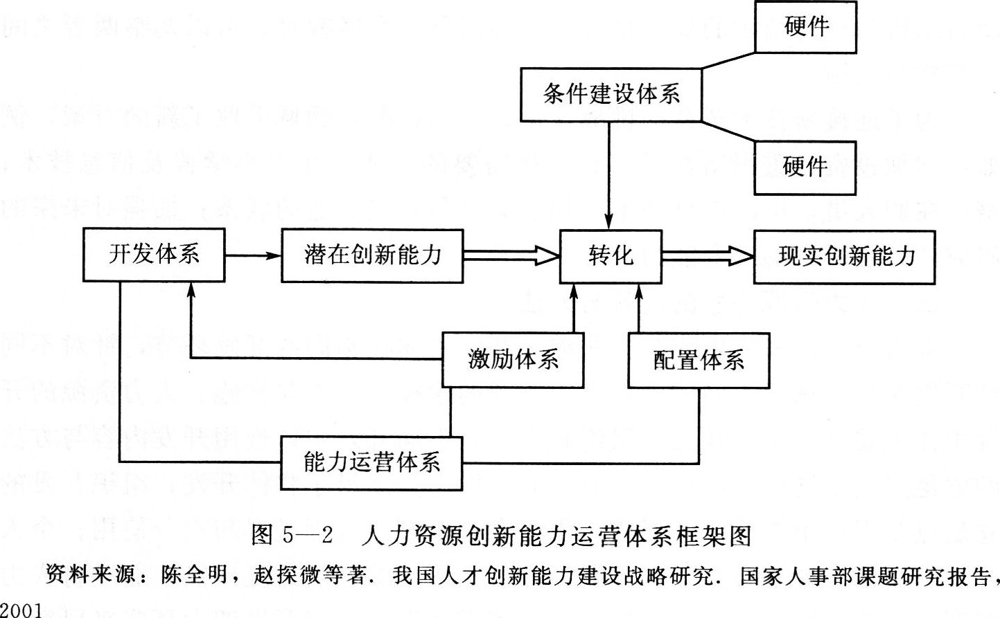 硬件
条件建设体系
硬件
开发体系
潜在创新能力
转化
现实创新能力
激励体系
配置体系
能力运营体系
图 5—2 人力资源创新能力运营体系框架图
资料来源：陈全明，赵探微等著．我国人才创新能力建设战略研究．国家人事部课题研究报告，
2001